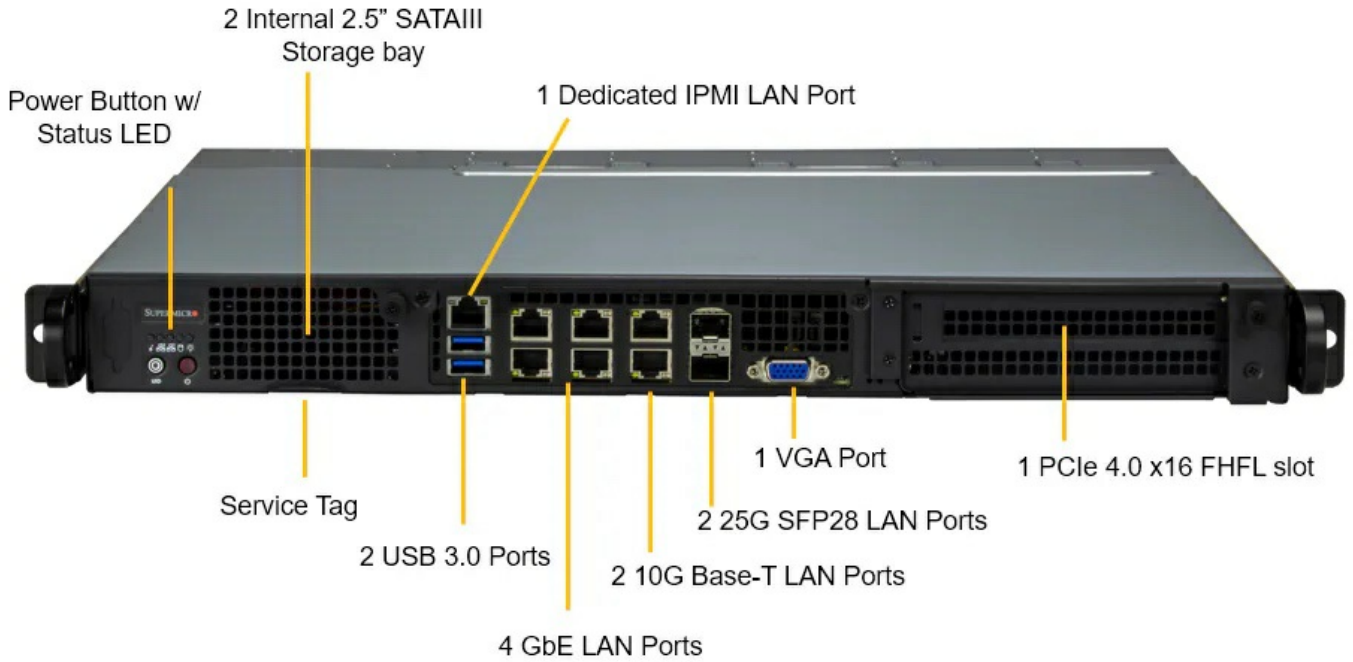 2 Internal 2.5” SATAIII
Storage bay
Power Button w/
Status LED
1 Dedicated IPMI LAN Port
SUPERMICRO
UID
1 VGA Port
1 PCIe 4.0 x16 FHFL slot
Service Tag
2 25G SFP28 LAN Ports
2 USB 3.0 Ports
2 10G Base-T LAN Ports
4 GbE LAN Ports